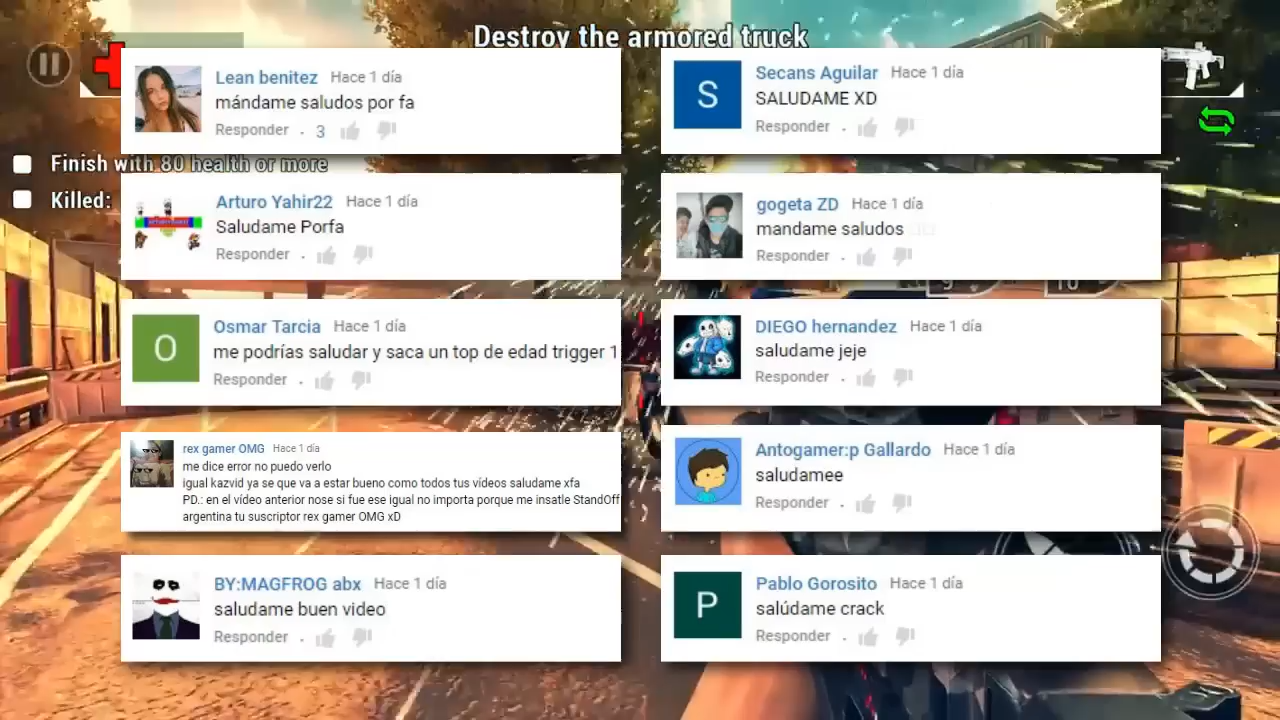 Destroy the armored truck
Lean benitez Hace 1 día
mándame saludos por fa
Responder . 3
Secans Aguilar Hace 1 día
S
SALUDAME XD
Responder .
Finish with 80 health or more
Killed:
Arturo Yahir22 Hace 1 día
Saludame Porfa
Responder .
gogeta ZD Hace 1 día
mandame saludos
Responder .
Osmar Tarcia Hace 1 día
O
me podrías saludar y saca un top de edad trigger 1
Responder .
DIEGO hernandez Hace 1 día
saludame jeje
Responder .
rex gamer OMG Hace 1 día
me dice error no puedo verlo
igual kazvid ya se que va a estar bueno como todos tus vídeos saludame xfa
PD.: en el vídeo anterior nose si fue ese igual no importa porque me insatle StandOff
argentina tu suscriptor rex gamer OMG xD
Antogamer:p Gallardo Hace 1 día
saludamee
Responder .
BY:MAGFROG abx Hace 1 día
saludame buen video
Responder .
Pablo Gorosito Hace 1 día
P
salúdame crack
Responder .